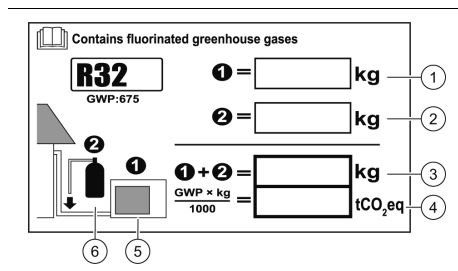 Contains fluorinated greenhouse gases
R32
GWP:675
❶= kg 1
❷= kg 2
❷
❶
❶+❷= kg 3
GWP × kg
1000
= tCO₂eq 4
6 5